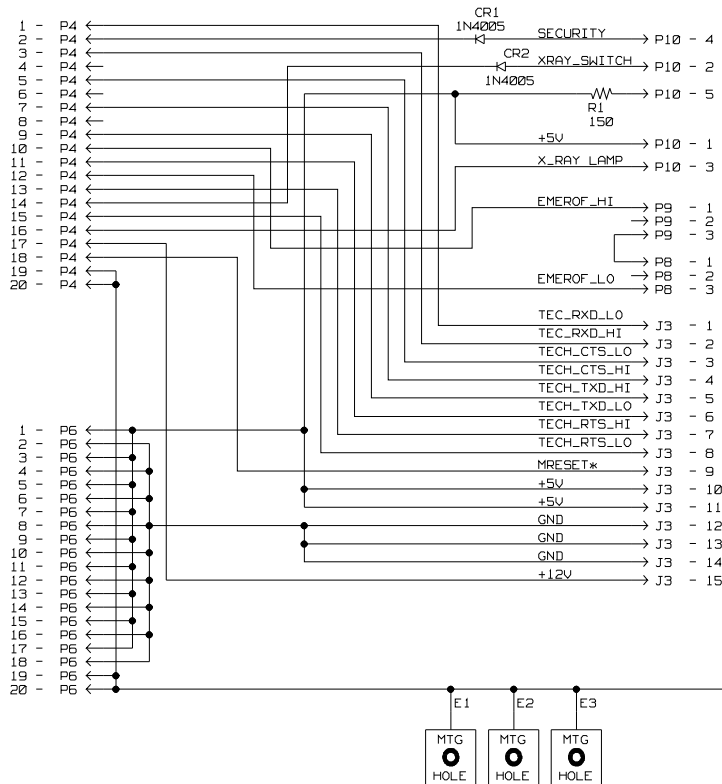 CR1
1N4005
1 - P4
2 - P4
SECURITY
P10 - 4
3 - P4
CR2
4 - P4
XRAY_SWITCH
P10 - 2
5 - P4
1N4005
6 - P4
P10 - 5
7 - P4
R1
8 - P4
150
9 - P4
+5V
P10 - 1
10 - P4
11 - P4
X_RAY LAMP
P10 - 3
12 - P4
13 - P4
14 - P4
EMEROF_HI
P9 - 1
15 - P4
P9 - 2
16 - P4
P9 - 3
17 - P4
18 - P4
P8 - 1
19 - P4
P8 - 2
20 - P4
EMEROF_LO
P8 - 3
TEC_RXD_LO
J3 - 1
TEC_RXD_HI
J3 - 2
TECH_CTS_LO
J3 - 3
TECH_CTS_HI
J3 - 4
TECH_TXD_HI
J3 - 5
TECH_TXD_LO
J3 - 6
TECH_RTS_HI
J3 - 7
TECH_RTS_LO
J3 - 8
MRESET*
J3 - 9
+5V
J3 - 10
+5V
J3 - 11
GND
J3 - 12
GND
J3 - 13
GND
J3 - 14
+12V
J3 - 15
1 - P6
2 - P6
3 - P6
4 - P6
5 - P6
6 - P6
7 - P6
8 - P6
9 - P6
10 - P6
11 - P6
12 - P6
13 - P6
14 - P6
15 - P6
16 - P6
17 - P6
18 - P6
19 - P6
20 - P6
E1
E2
E3
MTG
HOLE
MTG
HOLE
MTG
HOLE